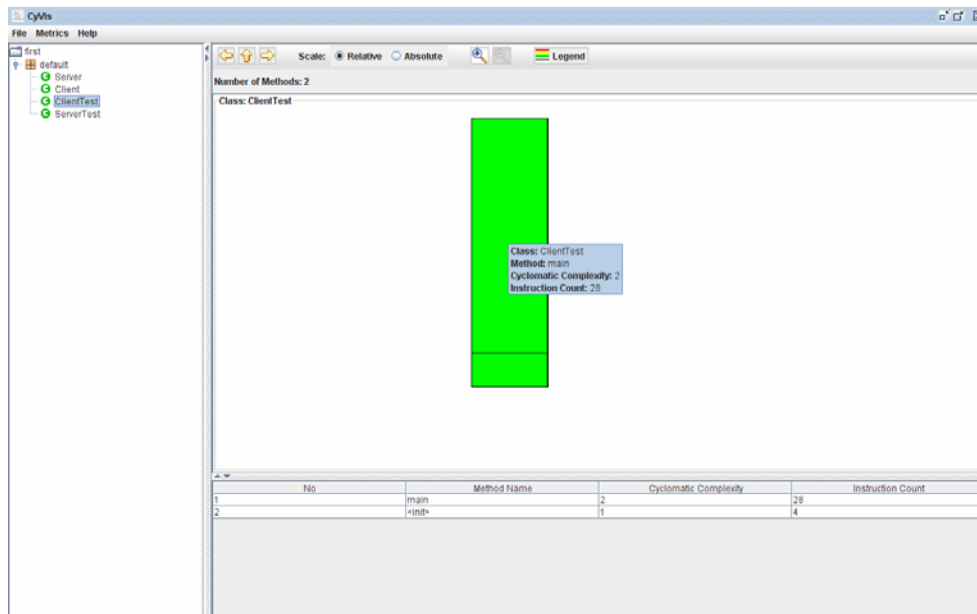 CyVis
File Metrics Help
first
default
Server
Client
ClientTest
ServerTest
Scale: Relative Absolute Legend
Number of Methods: 2
Class: ClientTest
Class: ClientTest
Method: main
Cyclomatic Complexity: 2
Instruction Count: 28
No Method Name Cyclomatic Complexity Instruction Count
1 main 2 28
2 <init> 1 4